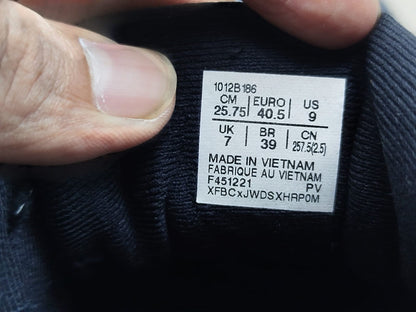 1012B186
CM EURO US
25.75 40.5 9
UK BR CN
7 39 257.5(2.5)
MADE IN VIETNAM
FABRIQUE AU VIETNAM
F451221 PV
XFBCxJWDSXHRP0M